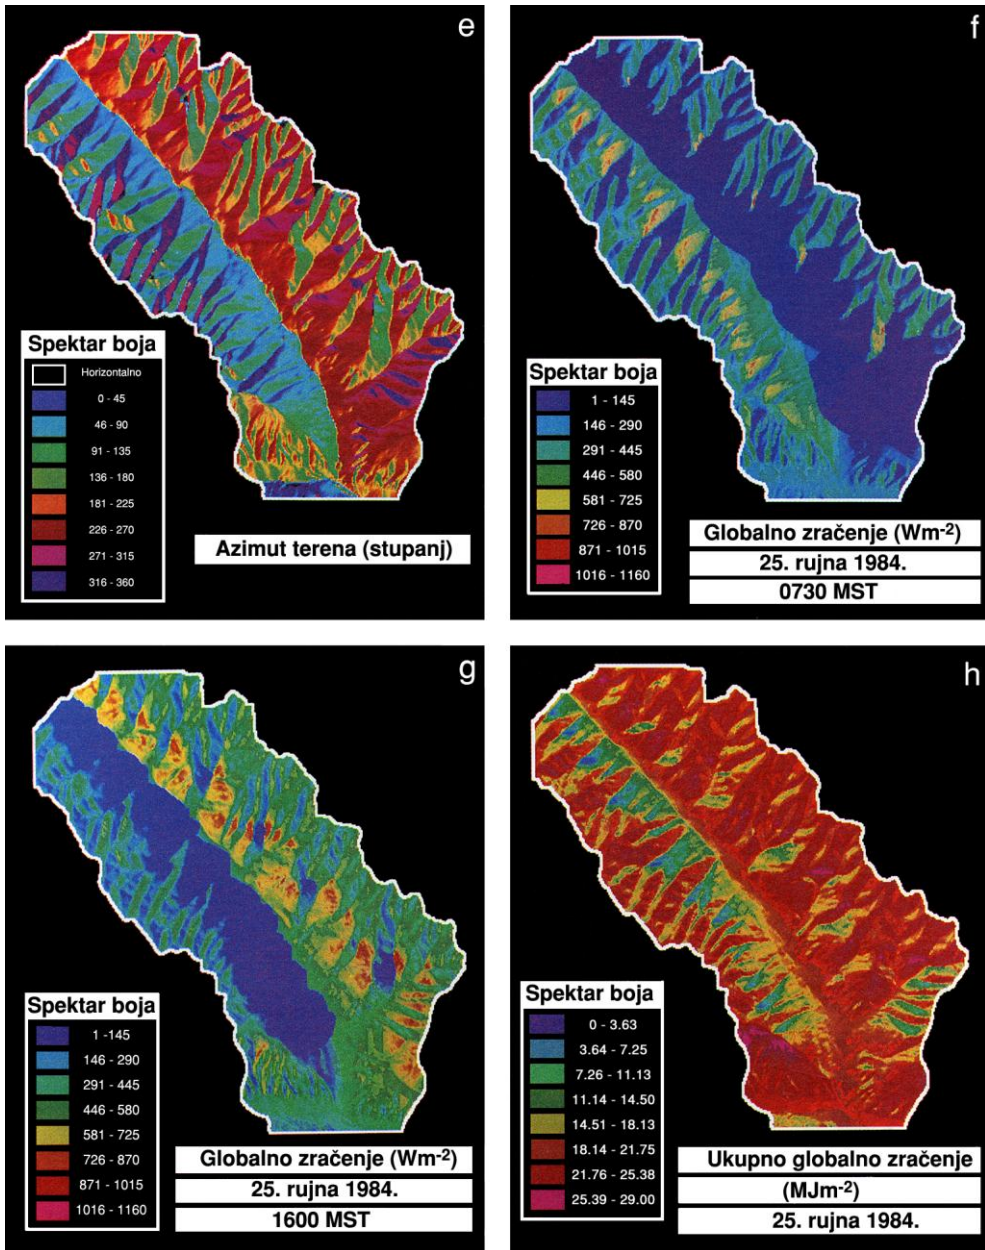 e
Spektar boja
Horizontalno
0 - 45
46 - 90
91 - 135
136 - 180
181 - 225
226 - 270
271 - 315
316 - 360
Azimut terena (stupanj)
f
Spektar boja
1 - 145
146 - 290
291 - 445
446 - 580
581 - 725
726 - 870
871 - 1015
1016 - 1160
Globalno zračenje (Wm-2)
25. rujna 1984.
0730 MST
g
Spektar boja
1 -145
146 - 290
291 - 445
446 - 580
581 - 725
726 - 870
871 - 1015
1016 - 1160
Globalno zračenje (Wm-2)
25. rujna 1984.
1600 MST
h
Spektar boja
0 - 3.63
3.64 - 7.25
7.26 - 11.13
11.14 - 14.50
14.51 - 18.13
18.14 - 21.75
21.76 - 25.38
25.39 - 29.00
Ukupno globalno zračenje
(MJm-2)
25. rujna 1984.